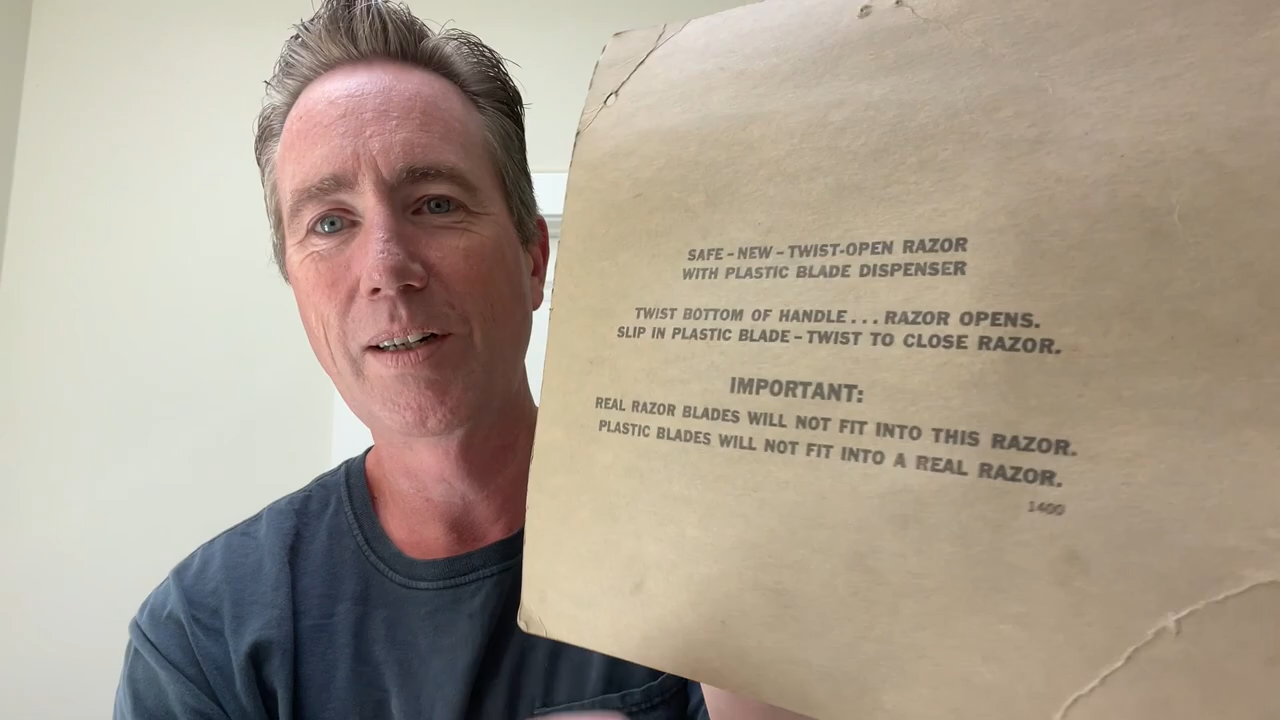 SAFE – NEW – TWIST-OPEN RAZOR
WITH PLASTIC BLADE DISPENSER
TWIST BOTTOM OF HANDLE . . . RAZOR OPENS.
SLIP IN PLASTIC BLADE – TWIST TO CLOSE RAZOR.
IMPORTANT:
REAL RAZOR BLADES WILL NOT FIT INTO THIS RAZOR.
PLASTIC BLADES WILL NOT FIT INTO A REAL RAZOR.
1400